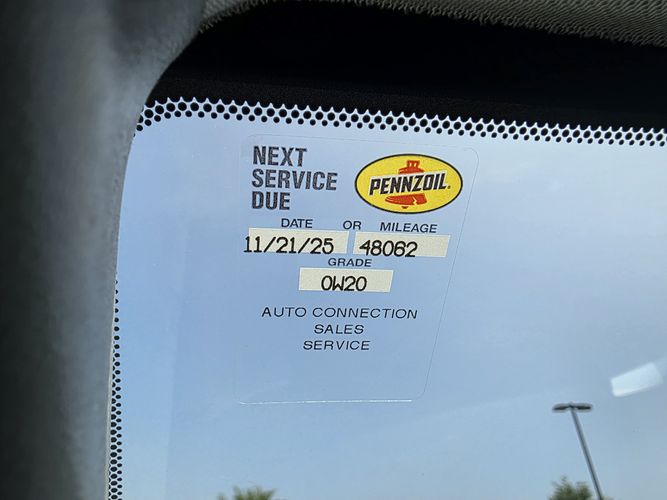 NEXT
SERVICE
DUE
PENNZOIL®
DATE OR MILEAGE
11/21/25 48062
GRADE
0W20
AUTO CONNECTION
SALES
SERVICE